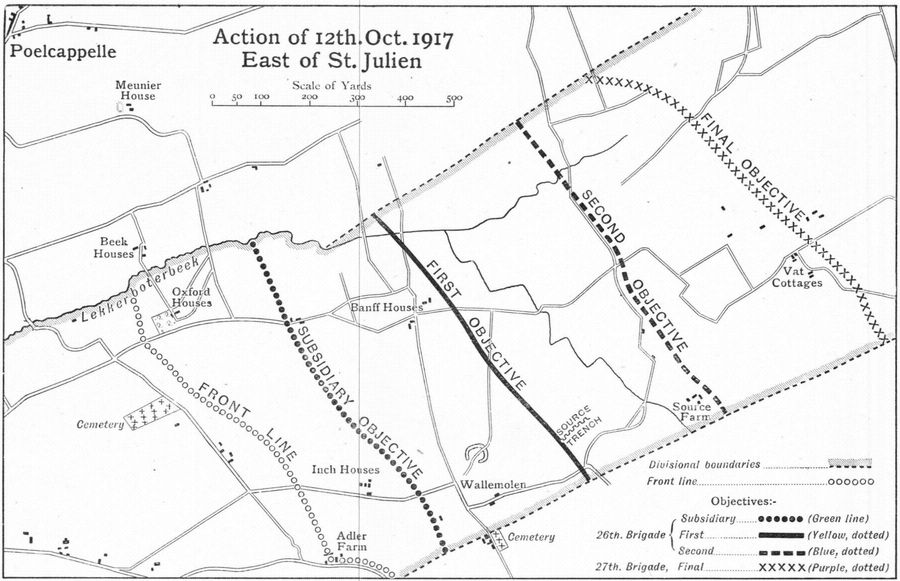 Poelcappelle
Action of 12th. Oct. 1917
East of St. Julien
Scale of Yards
0 50 100 200 300 400 500
Meunier
House
FINAL OBJECTIVE
SECOND
OBJECTIVE
Beek
Houses
Lekkerboterbeek
Oxford
Houses
Vat
Cottages
FIRST
OBJECTIVE
Banff Houses
SUBSIDIARY OBJECTIVE
FRONT
LINE
Cemetery
SOURCE
TRENCH
Source
Farm
Inch Houses
Wallemolen
Adler
Farm
Cemetery
Divisional boundaries
Front line
Objectives:-
26th. Brigade
Subsidiary (Green line)
First (Yellow, dotted)
Second (Blue, dotted)
27th. Brigade, Final XXXXX (Purple, dotted)